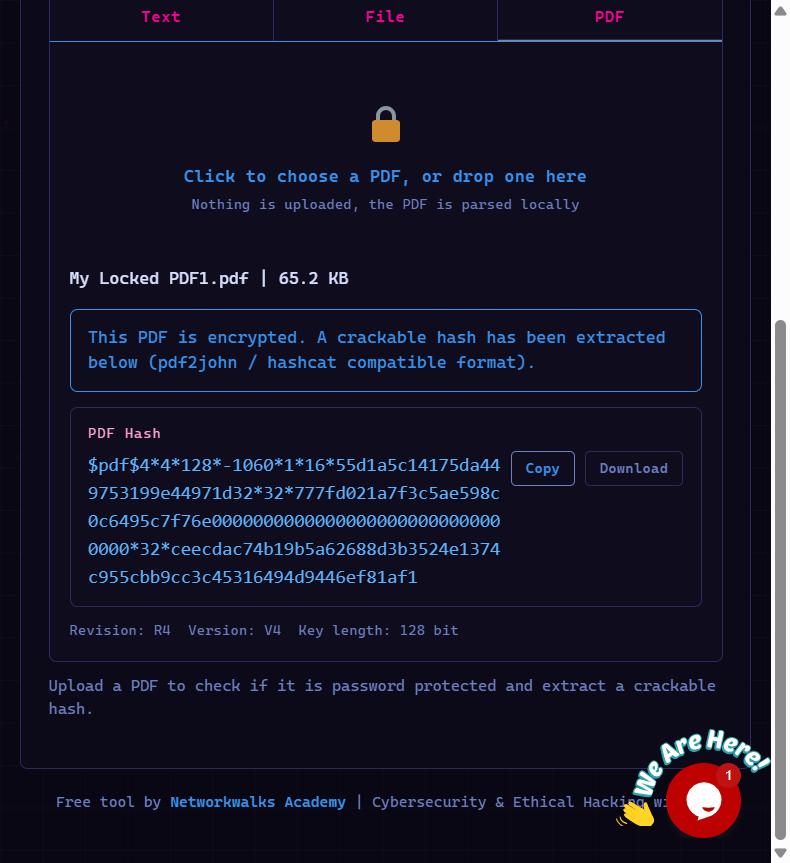 Text
File
PDF
Click to choose a PDF, or drop one here
Nothing is uploaded, the PDF is parsed locally
My Locked PDF1.pdf | 65.2 KB
This PDF is encrypted. A crackable hash has been extracted
below (pdf2john / hashcat compatible format).
PDF Hash
$pdf$4*4*128*-1060*1*16*55d1a5c14175da44
9753199e44971d32*32*777fd021a7f3c5ae598c
0c6495c7f76e0000000000000000000000000000
0000*32*ceecdac74b19b5a62688d3b3524e1374
c955cbb9cc3c45316494d9446ef81af1
Copy
Download
Revision: R4 Version: V4 Key length: 128 bit
Upload a PDF to check if it is password protected and extract a crackable
hash.
We Are Here!
1
Free tool by Networkwalks Academy | Cybersecurity & Ethical Hacking wi